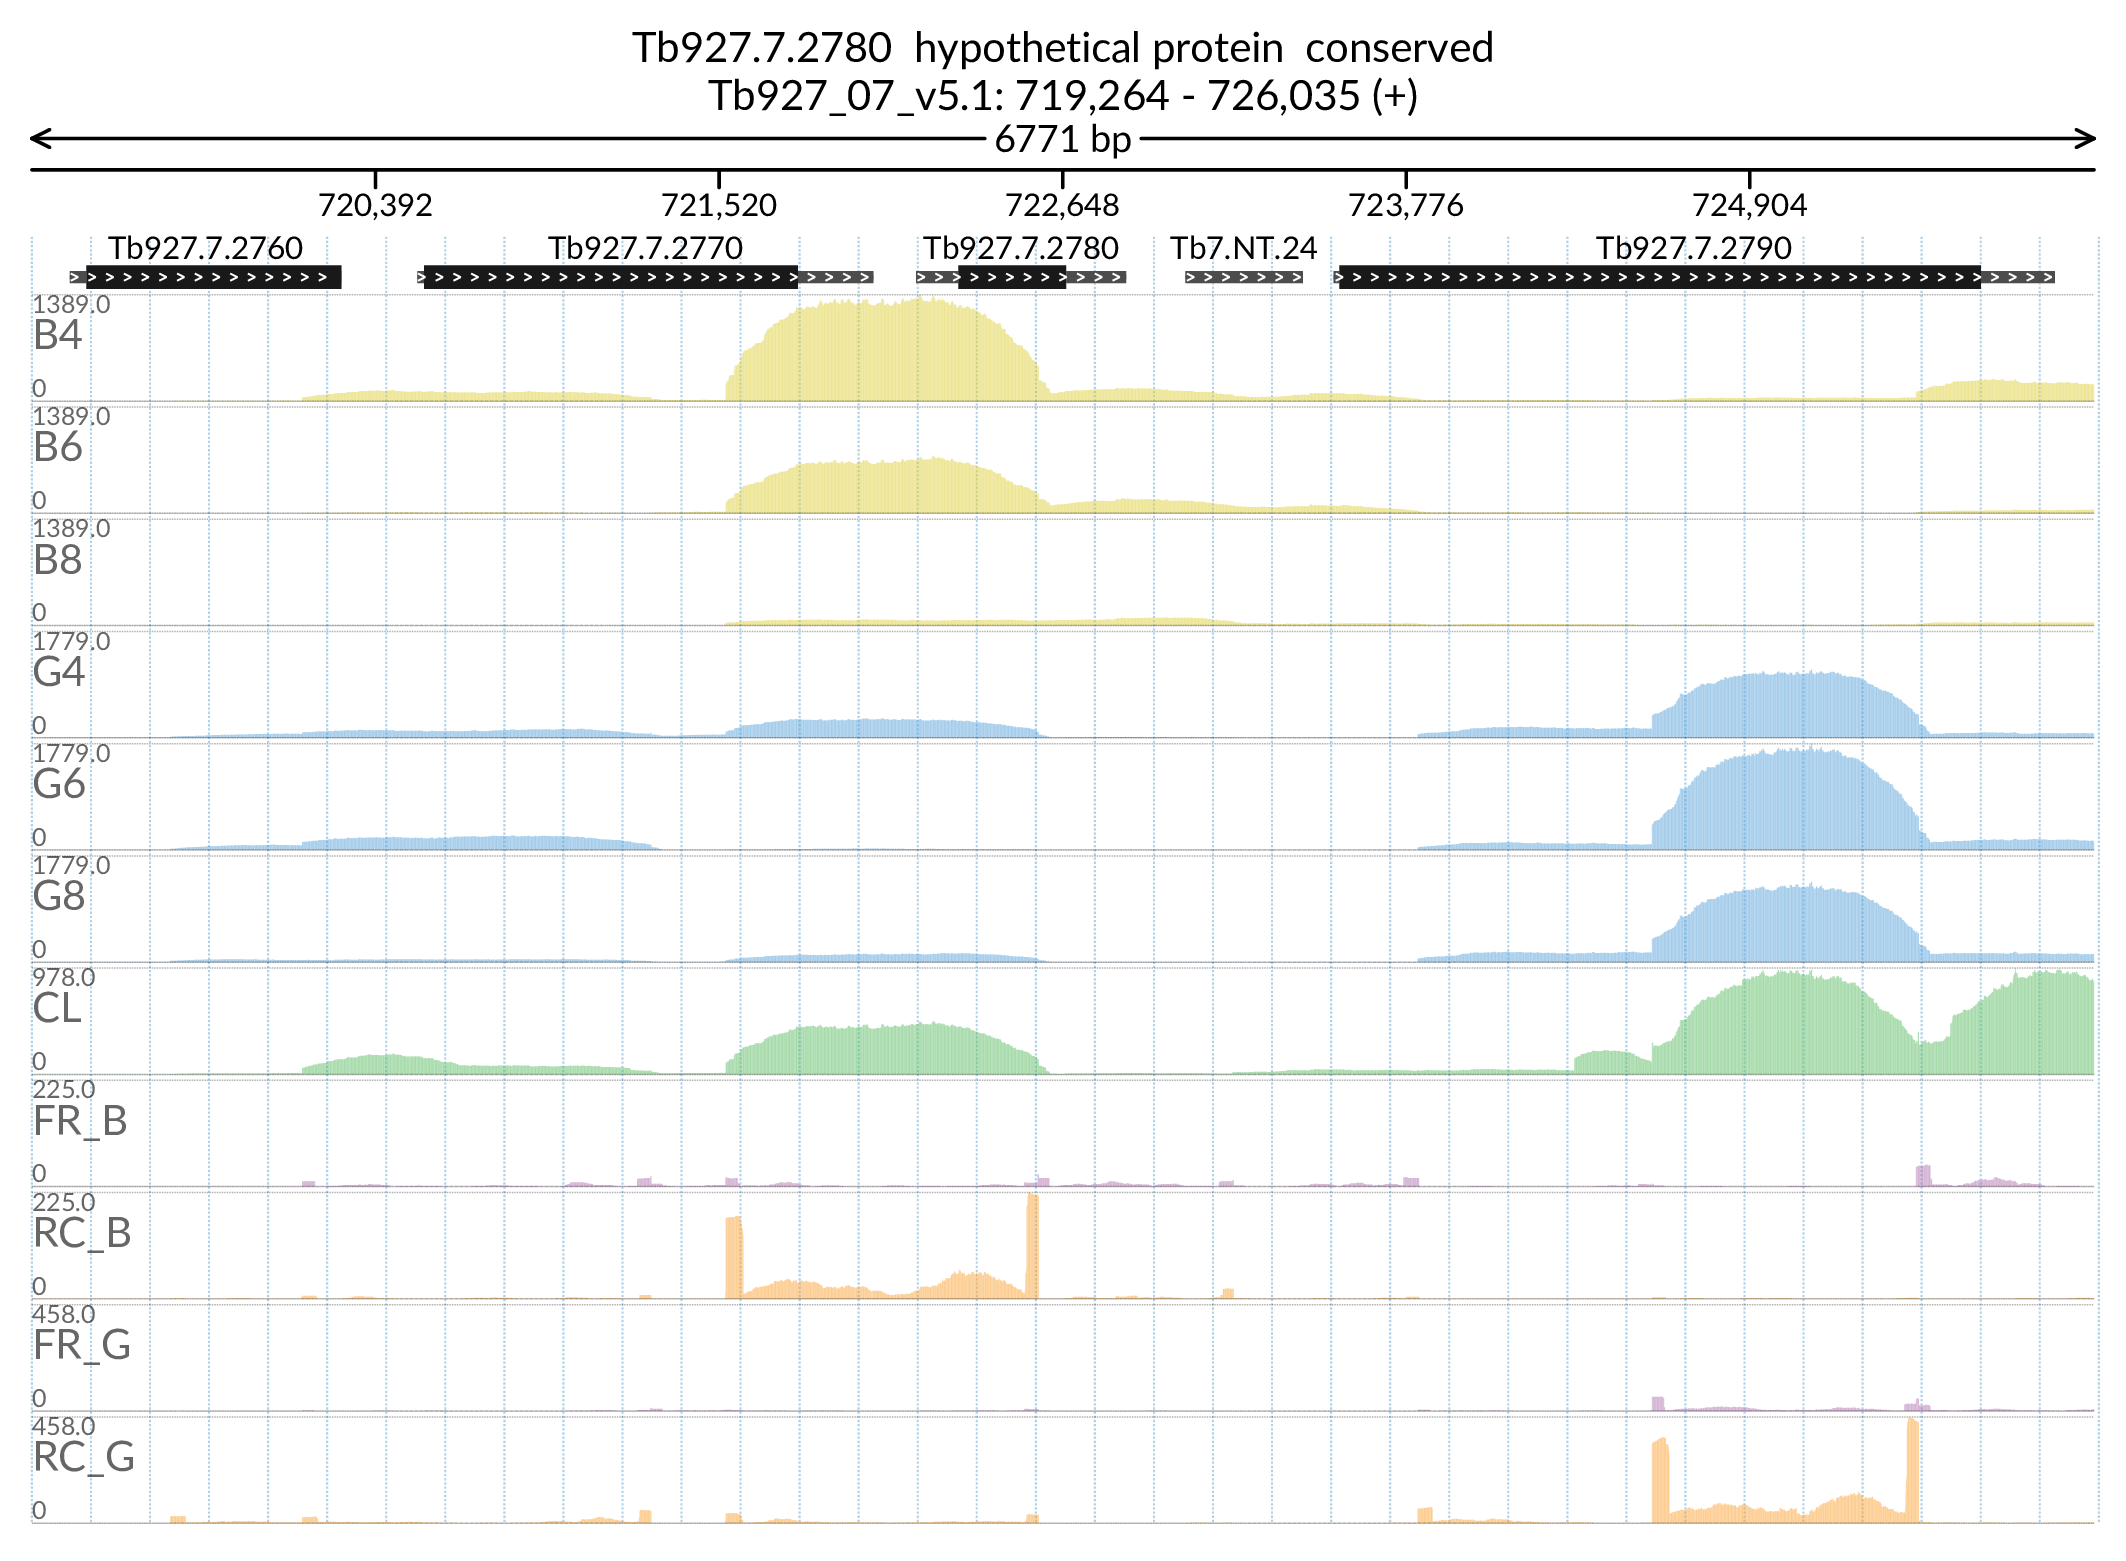 Tb927.7.2780  hypothetical protein  conserved
Tb927_07_v5.1: 719,264 - 726,035 (+)
6771 bp
720,392 721,520 722,648 723,776 724,904
Tb927.7.2760 Tb927.7.2770 Tb927.7.2780 Tb7.NT.24 Tb927.7.2790
1389.0
B4
0
1389.0
B6
0
1389.0
B8
0
1779.0
G4
0
1779.0
G6
0
1779.0
G8
0
978.0
CL
0
225.0
FR_B
0
225.0
RC_B
0
458.0
FR_G
0
458.0
RC_G
0